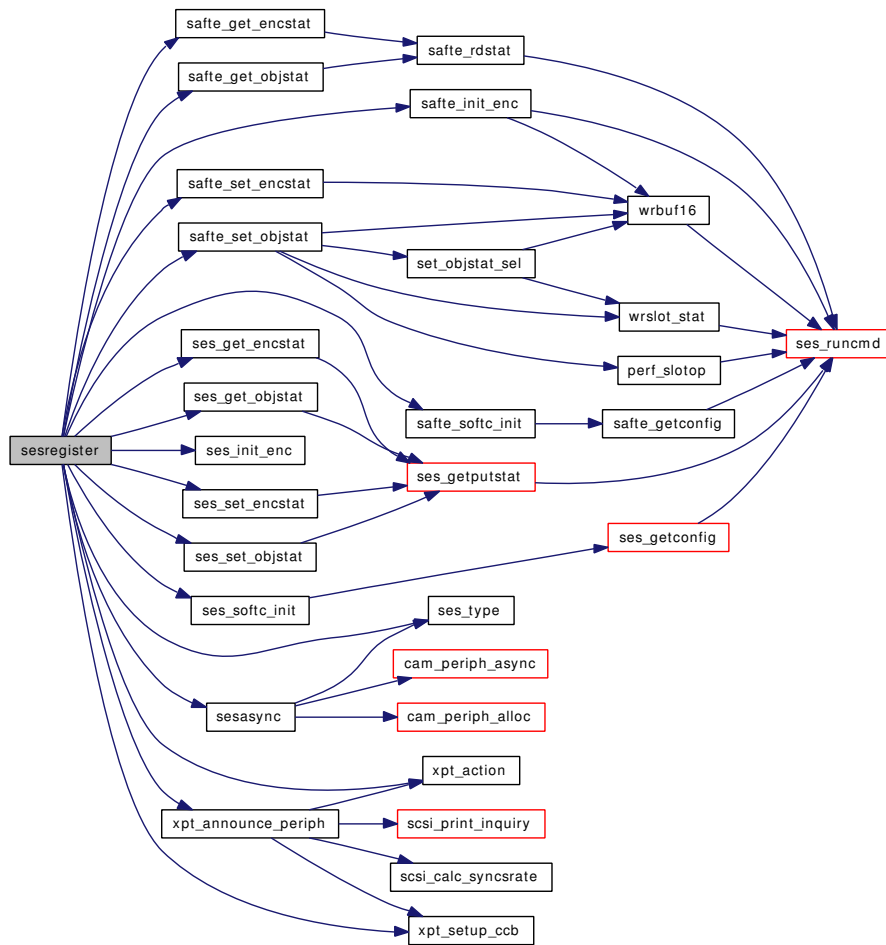 safte_get_encstat
safte_rdstat
safte_get_objstat
safte_init_enc
safte_set_encstat
wrbuf16
safte_set_objstat
set_objstat_sel
wrslot_stat
ses_get_encstat
ses_runcmd
perf_slotop
ses_get_objstat
safte_softc_init
safte_getconfig
sesregister
ses_init_enc
ses_getputstat
ses_set_encstat
ses_getconfig
ses_set_objstat
ses_softc_init
ses_type
cam_periph_async
sesasync
cam_periph_alloc
xpt_action
xpt_announce_periph
scsi_print_inquiry
scsi_calc_syncsrate
xpt_setup_ccb